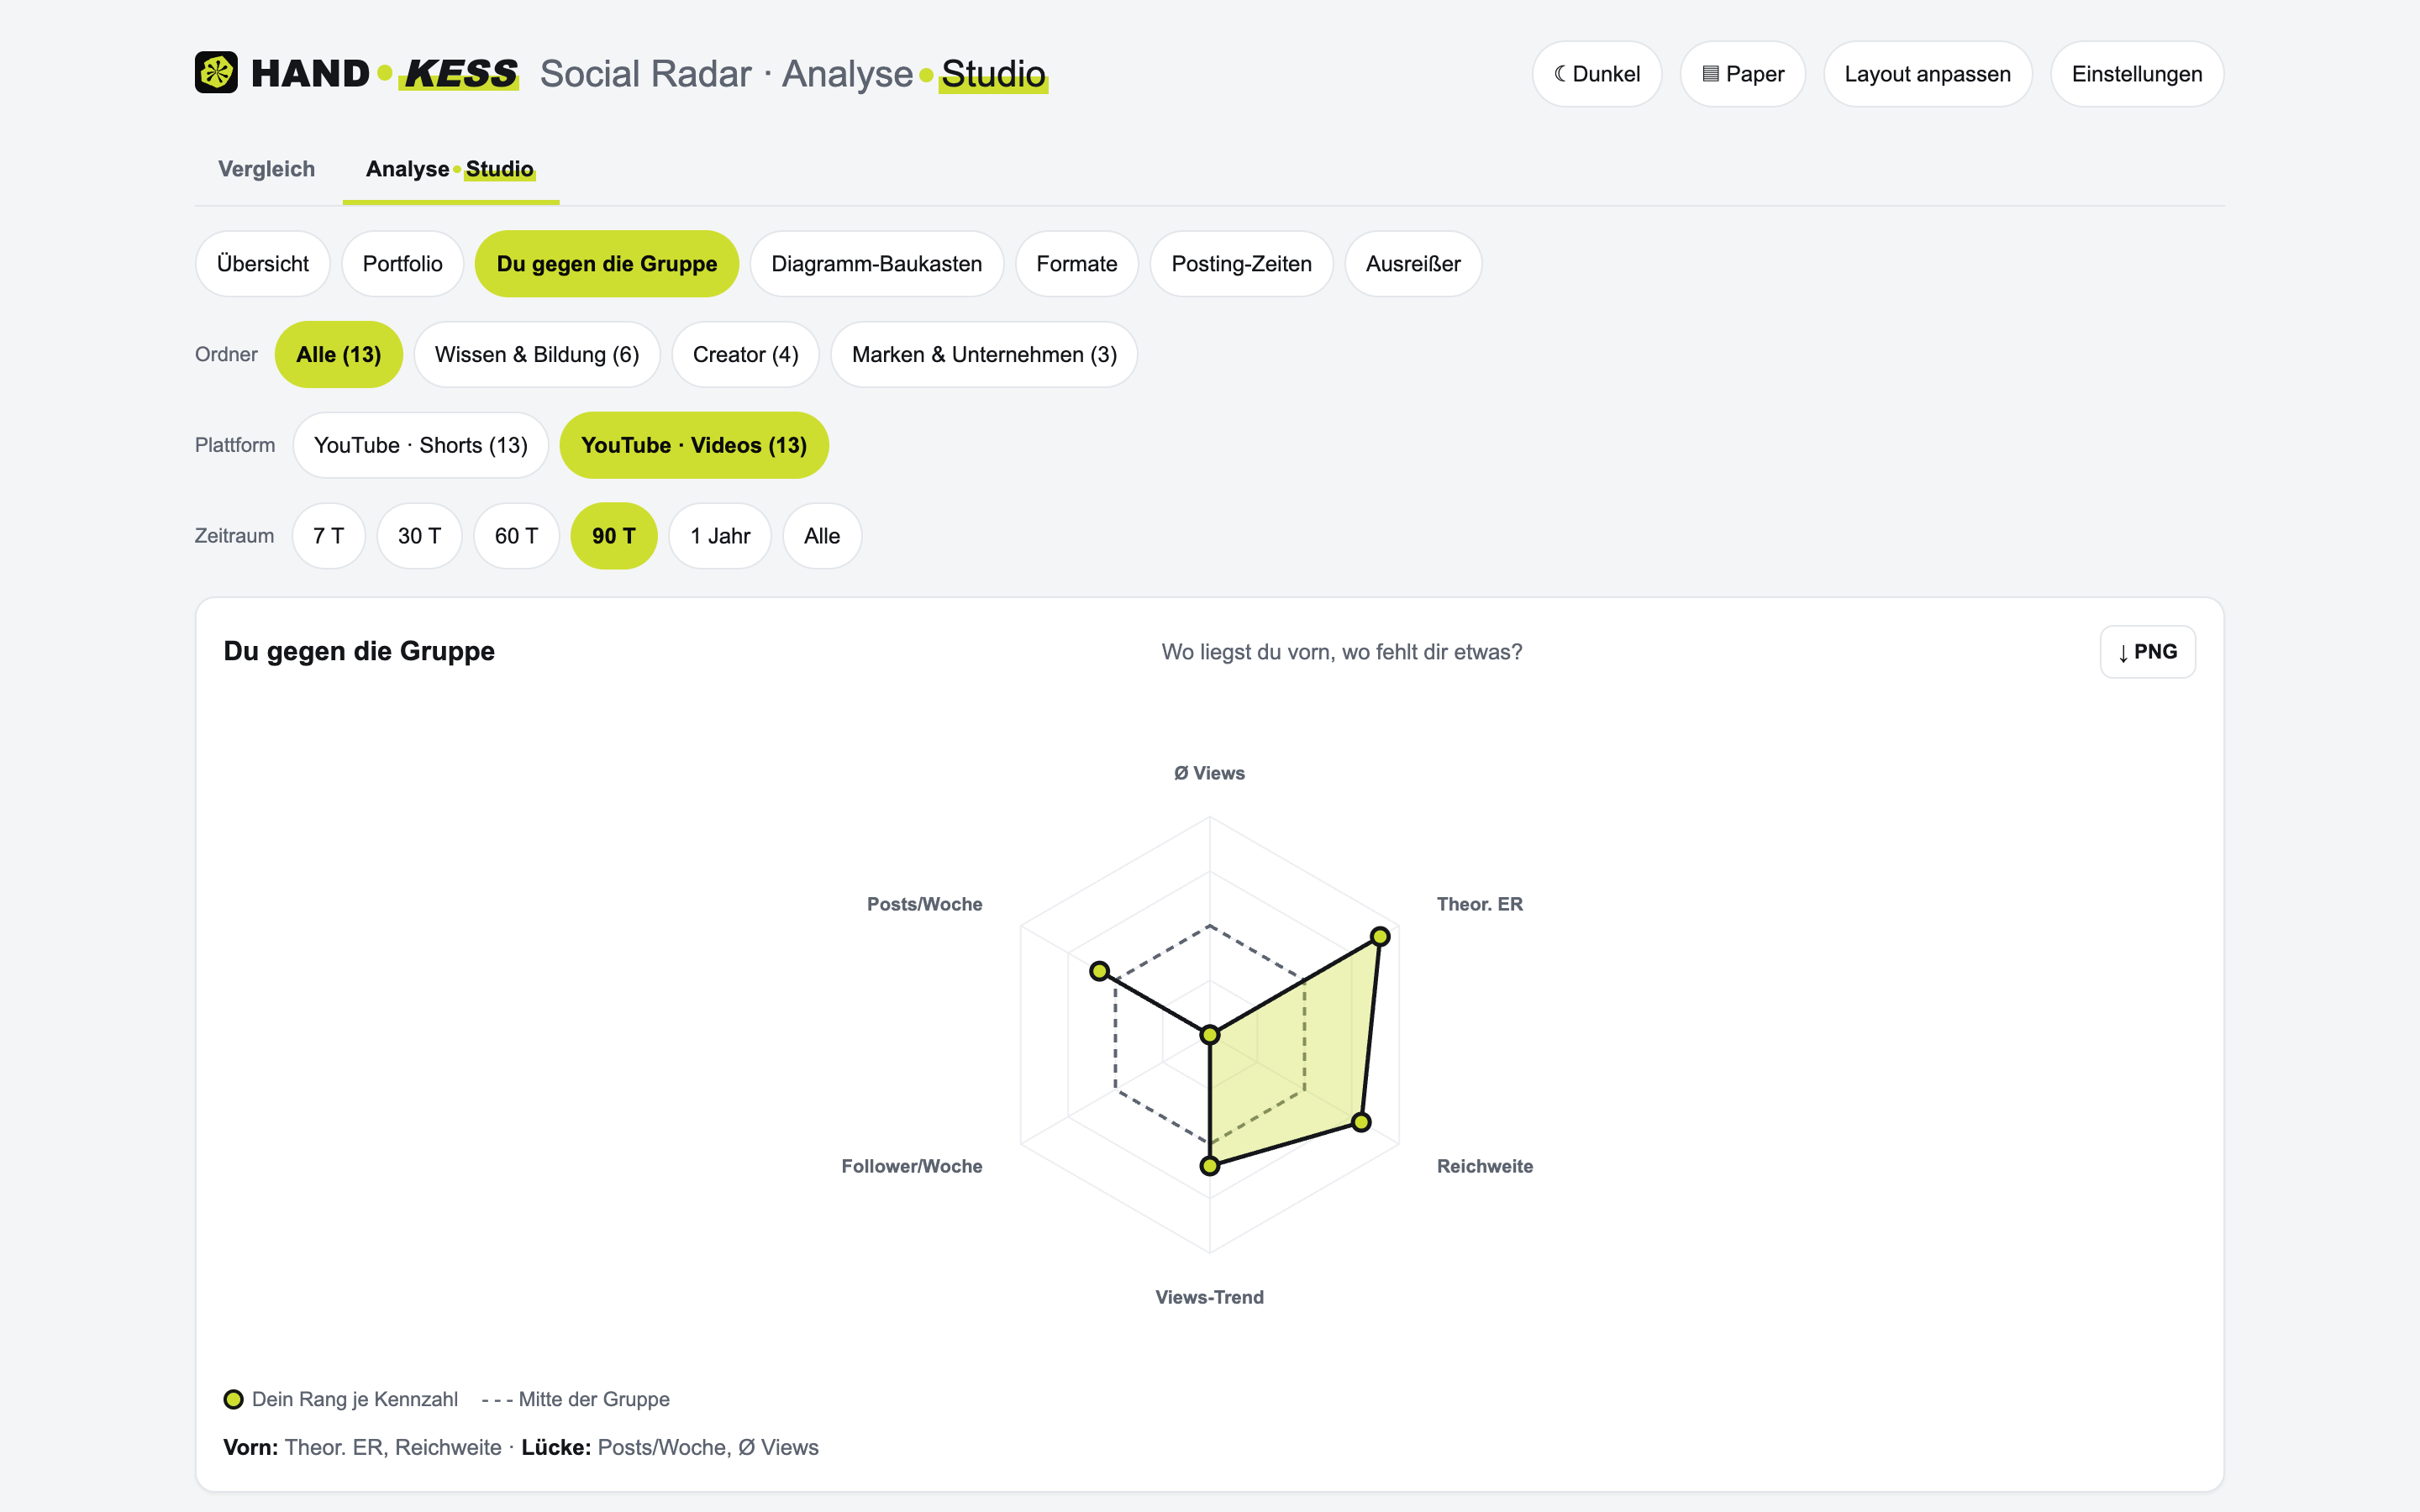 HAND•KESS Social Radar · Analyse•Studio
☾ Dunkel
▤ Paper
Layout anpassen
Einstellungen
Vergleich
Analyse•Studio
Übersicht
Portfolio
Du gegen die Gruppe
Diagramm-Baukasten
Formate
Posting-Zeiten
Ausreißer
Ordner
Alle (13)
Wissen & Bildung (6)
Creator (4)
Marken & Unternehmen (3)
Plattform
YouTube · Shorts (13)
YouTube · Videos (13)
Zeitraum
7 T
30 T
60 T
90 T
1 Jahr
Alle
Du gegen die Gruppe
Wo liegst du vorn, wo fehlt dir etwas?
↓ PNG
Ø Views
Posts/Woche
Theor. ER
Follower/Woche
Reichweite
Views-Trend
Dein Rang je Kennzahl
- - - Mitte der Gruppe
Vorn: Theor. ER, Reichweite · Lücke: Posts/Woche, Ø Views